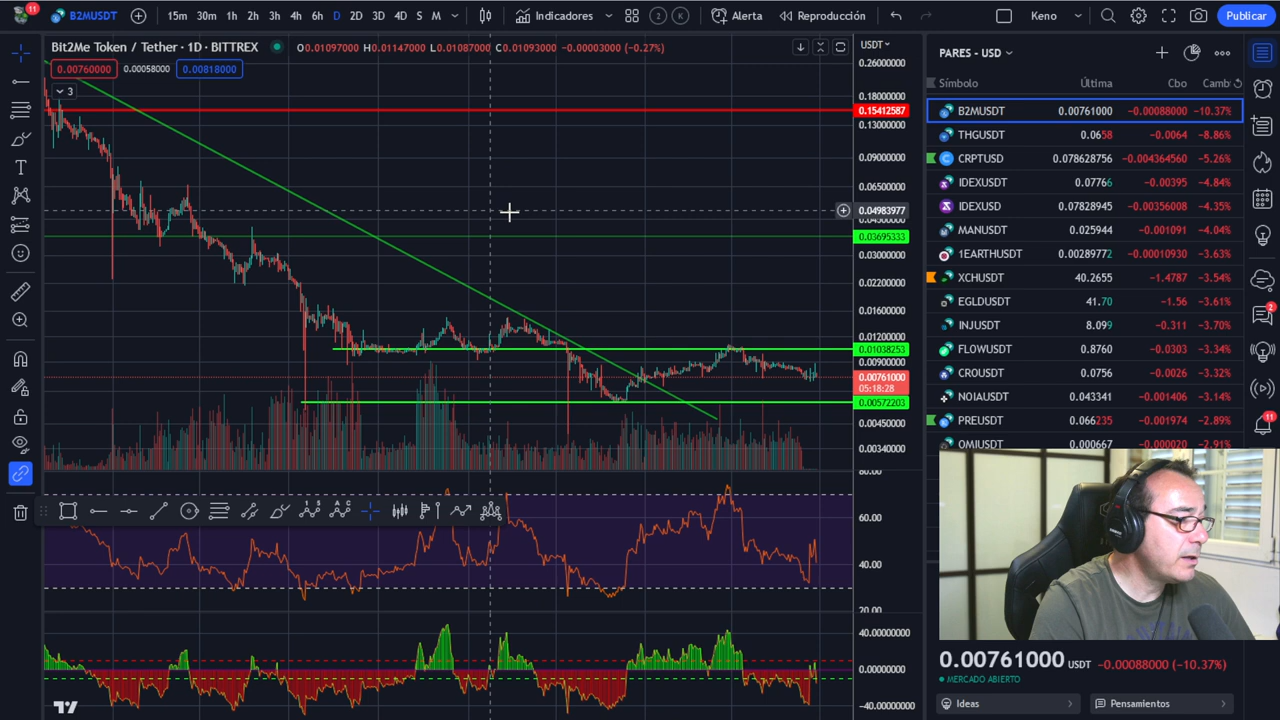 11
B2MUSDT
15m 30m 1h 2h 3h 4h 6h D 2D 3D 4D S M
Indicadores
2 K
Alerta
Reproducción
Keno
Publicar
Bit2Me Token / Tether · 1D · BITTREX
O0.01097000 H0.01147000 L0.01087000 C0.01093000 −0.00003000 (−0.27%)
0.00760000 0.00058000 0.00818000
3
USDT
0.26000000
0.18000000
0.15412587
0.13000000
0.09000000
0.06500000
0.04983977
0.03695333
0.03000000
0.02200000
0.01600000
0.01200000
0.01038253
0.00900000
0.00761000
05:18:28
0.00572203
0.00450000
0.00340000
80.00
60.00
40.00
20.00
40.00000000
0.00000000
−40.00000000
PARES - USD
Símbolo Última Cbo Camb
B2MUSDT 0.00761000 −0.00088000 −10.37%
THGUSDT 0.0658 −0.0064 −8.86%
CRPTUSD 0.078628756 −0.004364560 −5.26%
IDEXUSDT 0.07766 −0.00395 −4.84%
IDEXUSD 0.07828945 −0.00356008 −4.35%
MANUSDT 0.025944 −0.001091 −4.04%
1EARTHUSDT 0.00289772 −0.00010930 −3.63%
XCHUSDT 40.2655 −1.4787 −3.54%
EGLDUSDT 41.70 −1.56 −3.61%
INJUSDT 8.099 −0.311 −3.70%
FLOWUSDT 0.8760 −0.0303 −3.34%
CROUSDT 0.0756 −0.0026 −3.32%
NOIAUSDT 0.043341 −0.001406 −3.14%
PREUSDT 0.066235 −0.001974 −2.89%
OMIUSDT 0.000667 −0.000020 −2.91%
2
11
0.00761000 USDT −0.00088000 (−10.37%)
MERCADO ABIERTO
Ideas
Pensamientos